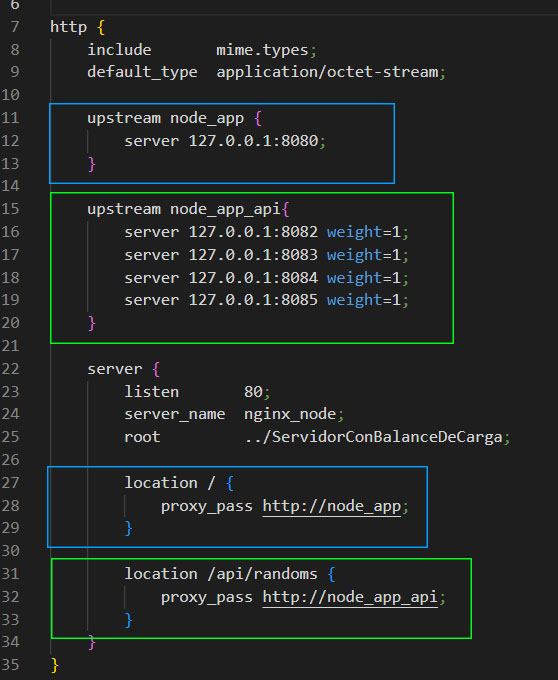 6
7 http {
8     include       mime.types;
9     default_type  application/octet-stream;
10
11     upstream node_app {
12         server 127.0.0.1:8080;
13     }
14
15     upstream node_app_api{
16         server 127.0.0.1:8082 weight=1;
17         server 127.0.0.1:8083 weight=1;
18         server 127.0.0.1:8084 weight=1;
19         server 127.0.0.1:8085 weight=1;
20     }
21
22     server {
23         listen       80;
24         server_name  nginx_node;
25         root         ../ServidorConBalanceDeCarga;
26
27         location / {
28             proxy_pass http://node_app;
29         }
30
31         location /api/randoms {
32             proxy_pass http://node_app_api;
33         }
34     }
35 }